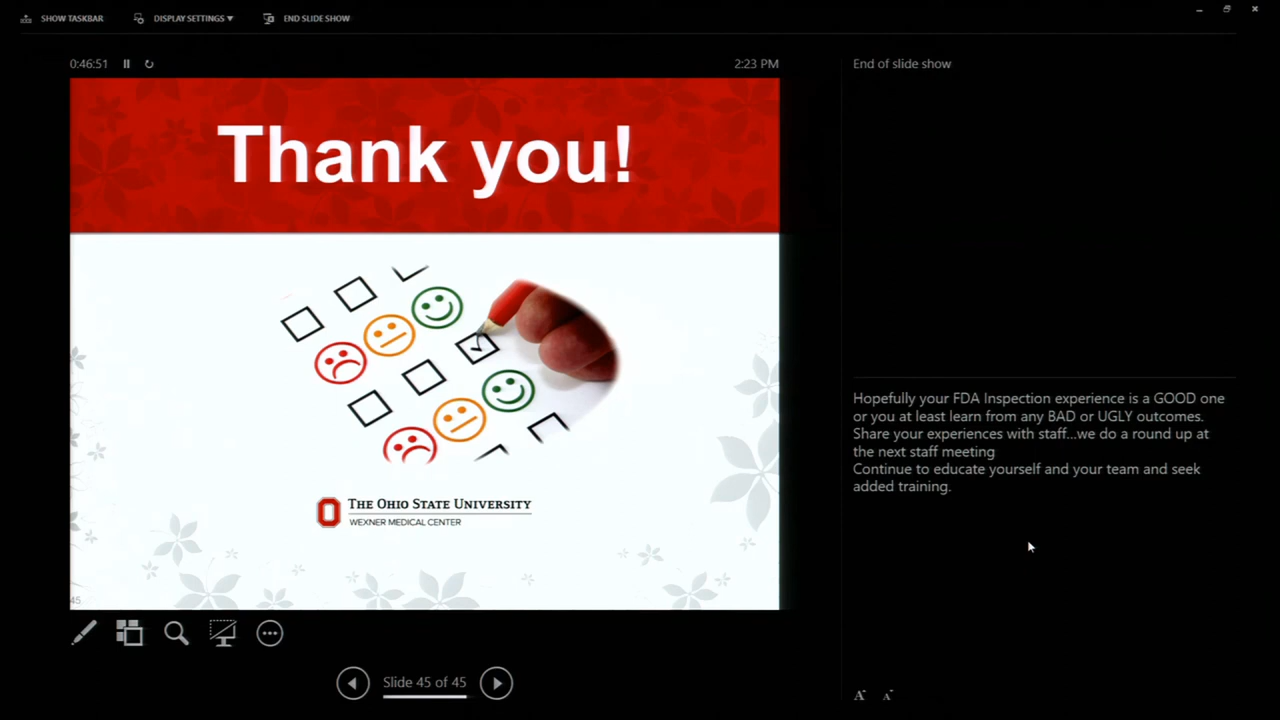 SHOW TASKBAR
DISPLAY SETTINGS ▼
END SLIDE SHOW
0:46:51
2:23 PM
End of slide show
Thank you!
THE OHIO STATE UNIVERSITY
WEXNER MEDICAL CENTER
45
Hopefully your FDA Inspection experience is a GOOD one
or you at least learn from any BAD or UGLY outcomes.
Share your experiences with staff...we do a round up at
the next staff meeting
Continue to educate yourself and your team and seek
added training.
Slide 45 of 45
A A